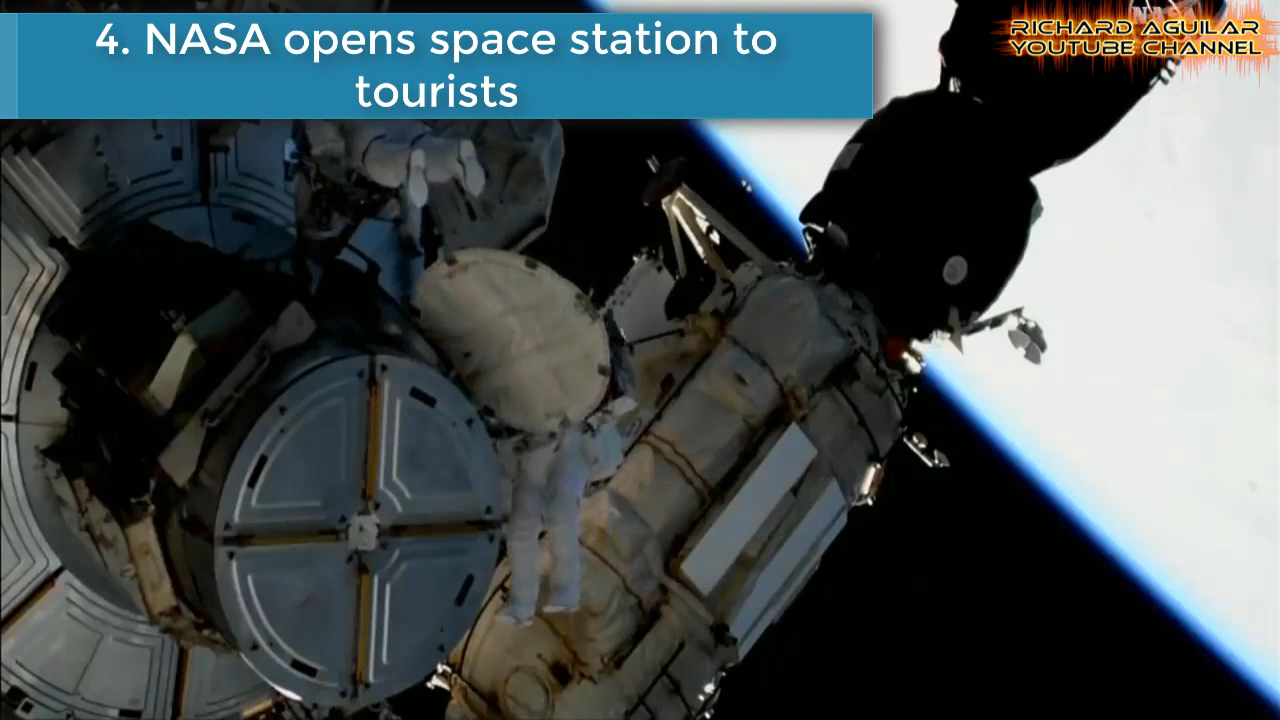 4. NASA opens space station to
tourists
RICHARD AGUILAR
YOUTUBE CHANNEL